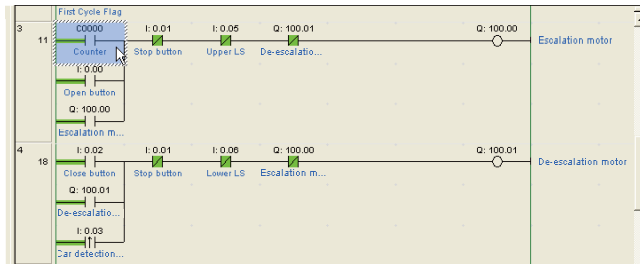 First Cycle Flag
3
11
C0000
I: 0.01
I: 0.05
Q: 100.01
Q: 100.00
Counter
Stop button
Upper LS
De-escalatio...
Escalation motor
I: 0.00
Open button
Q: 100.00
Escalation m...
4
18
I: 0.02
I: 0.01
I: 0.06
Q: 100.00
Q: 100.01
Close button
Stop button
Lower LS
Escalation m...
De-escalation motor
Q: 100.01
De-escalatio...
I: 0.03
Car detection...